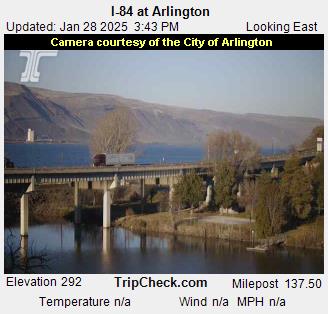 I-84 at Arlington
Updated: Jan 28 2025 3:43 PM Looking East
Camera courtesy of the City of Arlington
Elevation 292 TripCheck.com Milepost 137.50
Temperature n/a Wind n/a MPH n/a